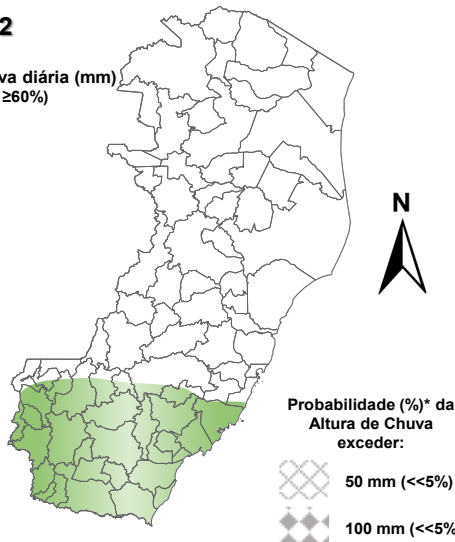 2
va diária (mm)
≥60%)
N
Probabilidade (%)* da
Altura de Chuva
exceder:
50 mm (<<5%)
100 mm (<<5%